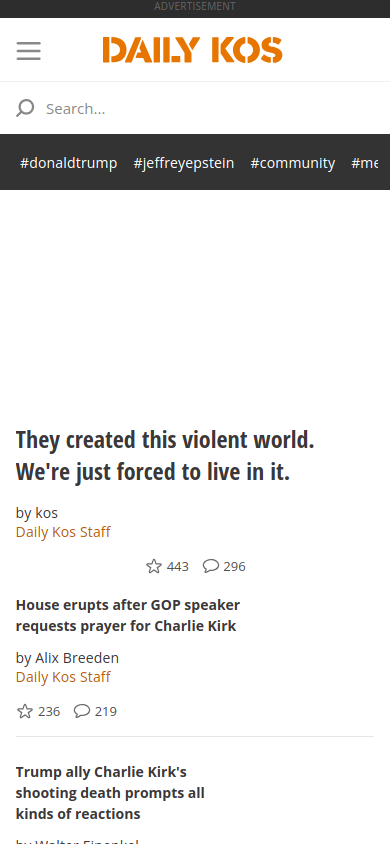 ADVERTISEMENT
DAILY KOS
Search...
#donaldtrump #jeffreyepstein #community #me
They created this violent world.
We're just forced to live in it.
by kos
Daily Kos Staff
443 296
House erupts after GOP speaker
requests prayer for Charlie Kirk
by Alix Breeden
Daily Kos Staff
236 219
Trump ally Charlie Kirk's
shooting death prompts all
kinds of reactions
by Walter Einenkel